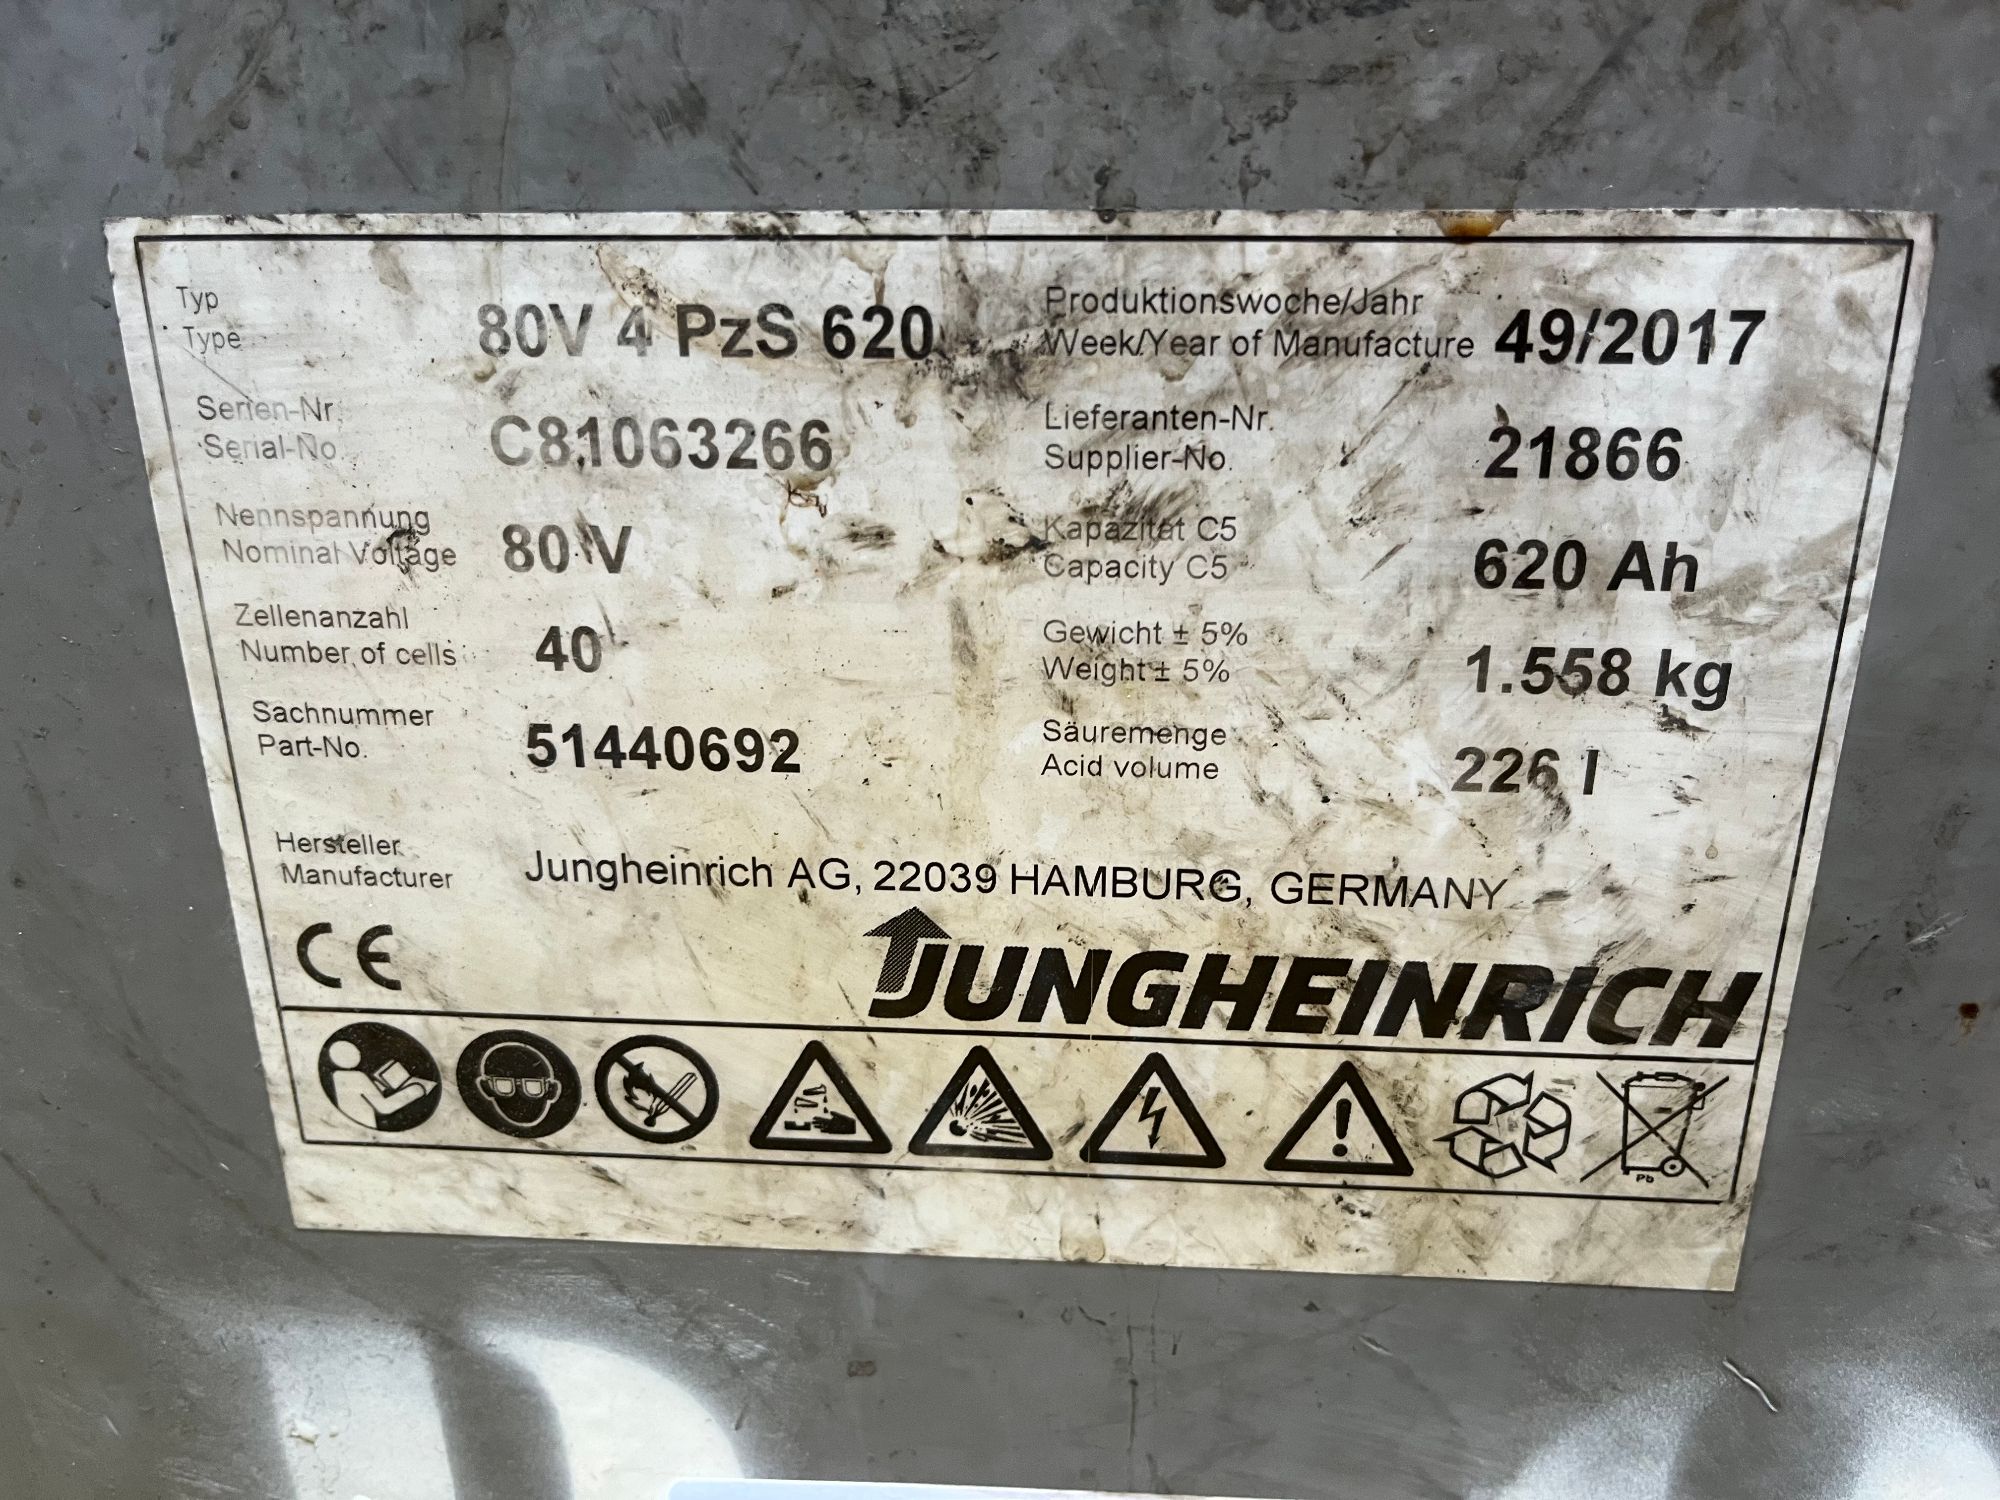 Typ
Type
80V 4 PzS 620
Produktionswoche/Jahr
Week/Year of Manufacture
49/2017
Serien-Nr.
Serial-No.
C81063266
Lieferanten-Nr.
Supplier-No.
21866
Nennspannung
Nominal Voltage
80 V
Kapazität C5
Capacity C5
620 Ah
Zellenanzahl
Number of cells
40
Gewicht ± 5%
Weight ± 5%
1.558 kg
Sachnummer
Part-No.
51440692
Säuremenge
Acid volume
226 l
Hersteller
Manufacturer
Jungheinrich AG, 22039 HAMBURG, GERMANY
CE
JUNGHEINRICH
Pb